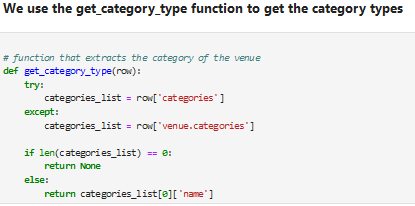 We use the get_category_type function to get the category types
# function that extracts the category of the venue
def get_category_type(row):
    try:
        categories_list = row['categories']
    except:
        categories_list = row['venue.categories']
    if len(categories_list) == 0:
        return None
    else:
        return categories_list[0]['name']